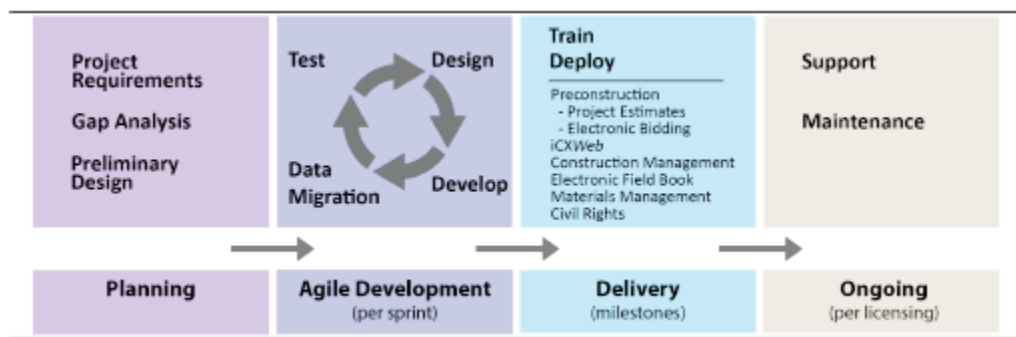 Project
Requirements
Gap Analysis
Preliminary
Design
Test
Design
Data
Migration
Develop
Train
Deploy
Preconstruction
- Project Estimates
- Electronic Bidding
iCXWeb
Construction Management
Electronic Field Book
Materials Management
Civil Rights
Support
Maintenance
Planning
Agile Development
(per sprint)
Delivery
(milestones)
Ongoing
(per licensing)